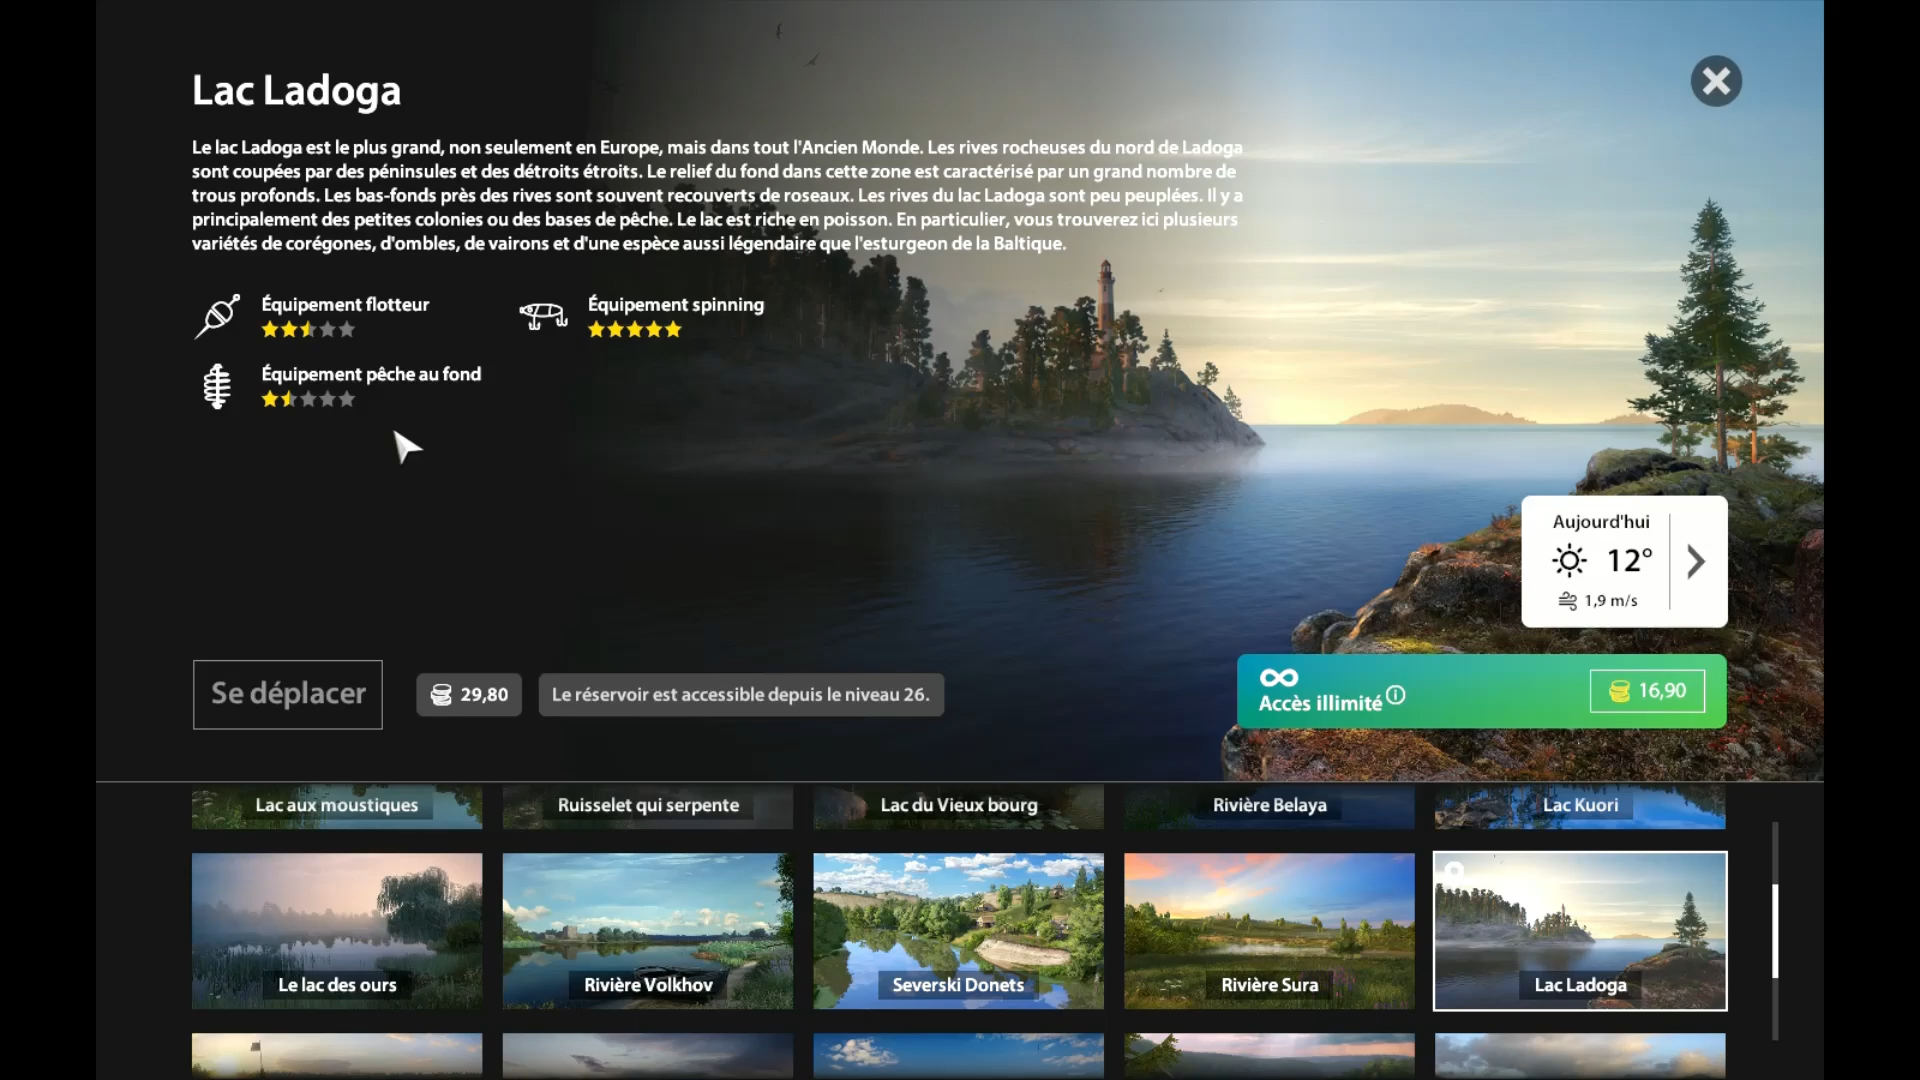 Lac Ladoga
Le lac Ladoga est le plus grand, non seulement en Europe, mais dans tout l'Ancien Monde. Les rives rocheuses du nord de Ladoga
sont coupées par des péninsules et des détroits étroits. Le relief du fond dans cette zone est caractérisé par un grand nombre de
trous profonds. Les bas-fonds près des rives sont souvent recouverts de roseaux. Les rives du lac Ladoga sont peu peuplées. Il y a
principalement des petites colonies ou des bases de pêche. Le lac est riche en poisson. En particulier, vous trouverez ici plusieurs
variétés de corégones, d'ombles, de vairons et d'une espèce aussi légendaire que l'esturgeon de la Baltique.
Équipement flotteur
Équipement spinning
Équipement pêche au fond
Aujourd'hui
12°
1,9 m/s
Se déplacer
29,80
Le réservoir est accessible depuis le niveau 26.
Accès illimité
16,90
Lac aux moustiques
Ruisselet qui serpente
Lac du Vieux bourg
Rivière Belaya
Lac Kuori
Le lac des ours
Rivière Volkhov
Severski Donets
Rivière Sura
Lac Ladoga